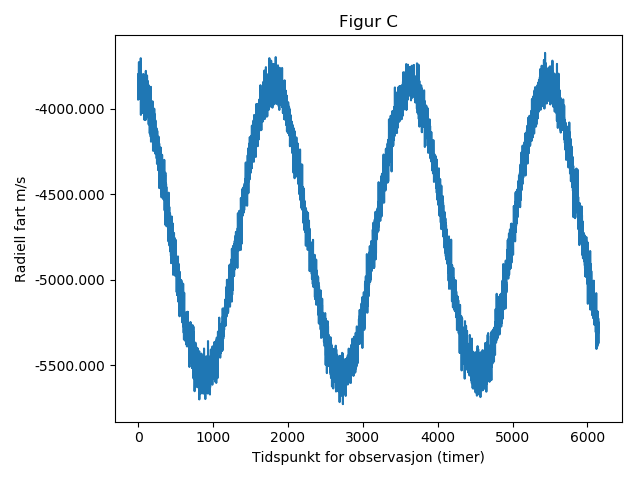 Figur C
-4000.000
-4500.000
-5000.000
-5500.000
Radiell fart m/s
0 1000 2000 3000 4000 5000 6000
Tidspunkt for observasjon (timer)